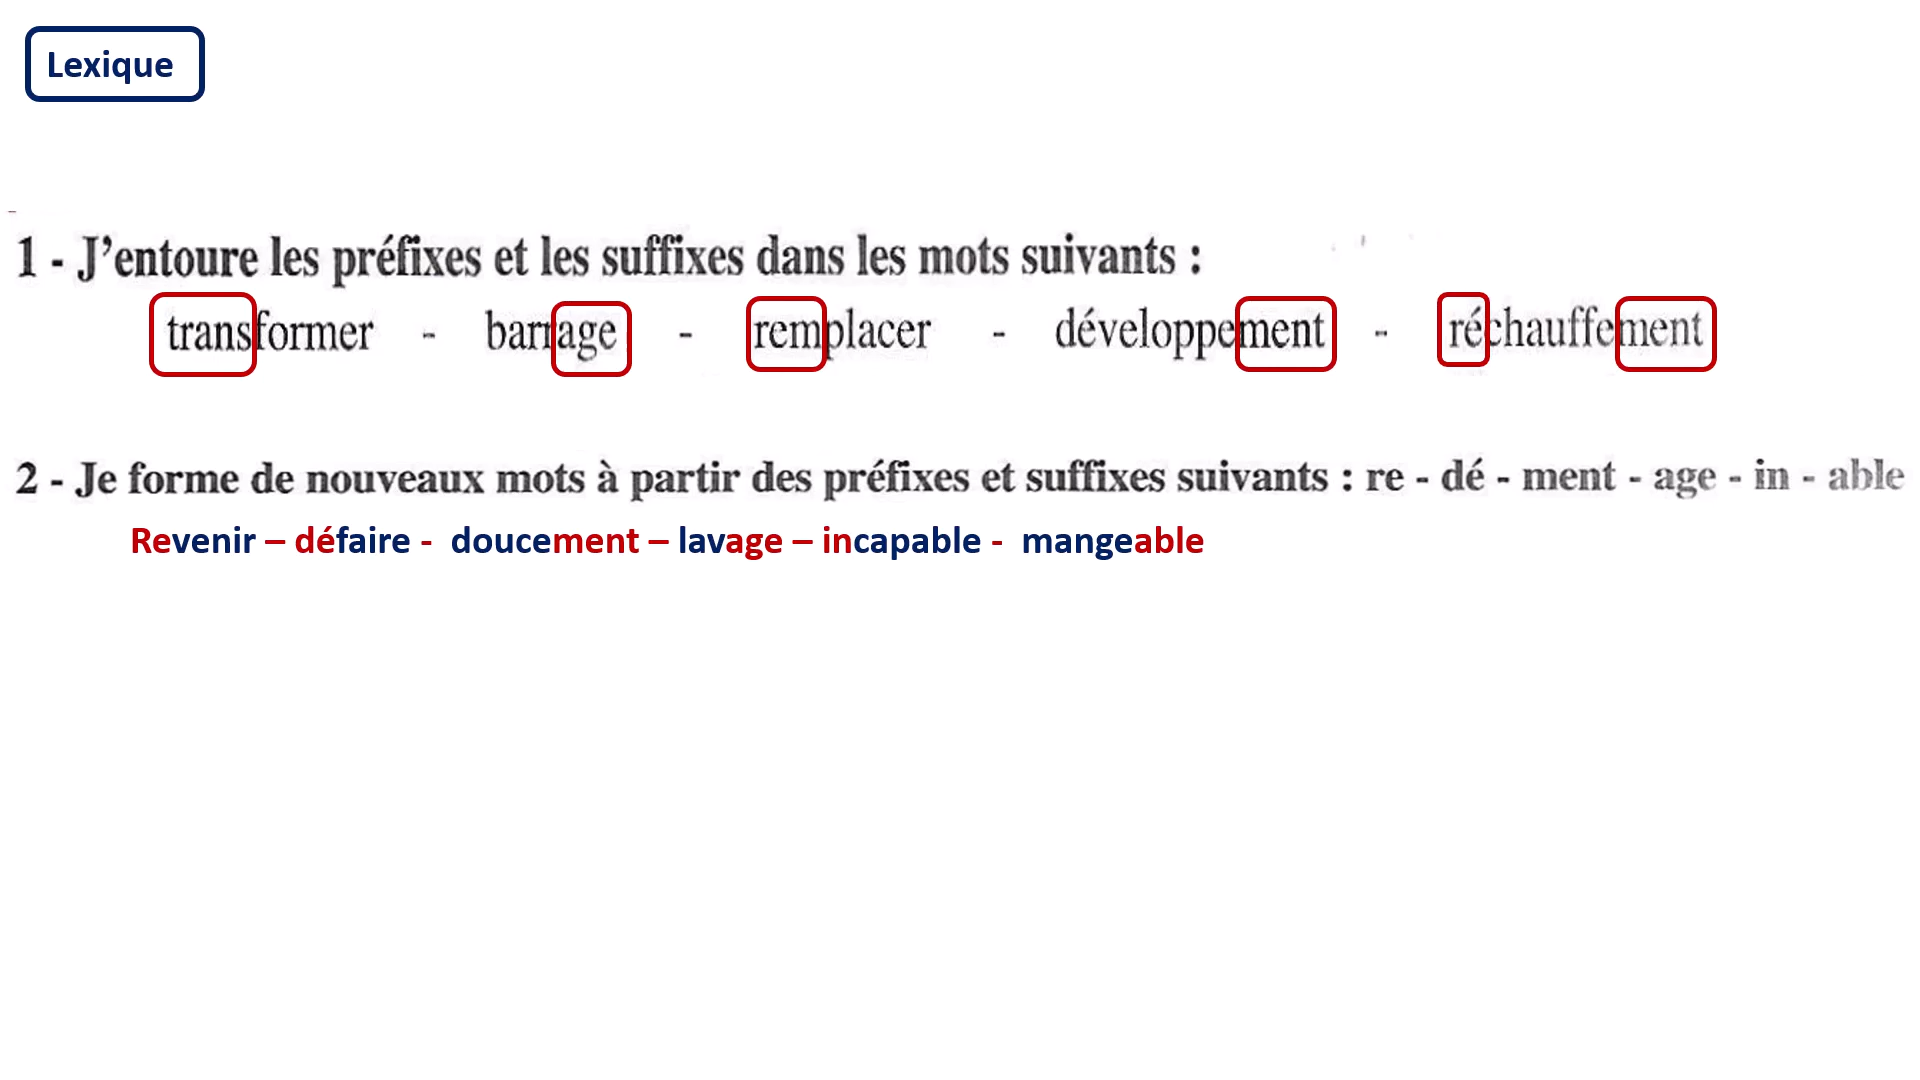 Lexique
1 - J’entoure les préfixes et les suffixes dans les mots suivants :
transformer - barrage - remplacer - développement - réchauffement
2 - Je forme de nouveaux mots à partir des préfixes et suffixes suivants : re - dé - ment - age - in - able
Revenir – défaire - doucement – lavage – incapable - mangeable